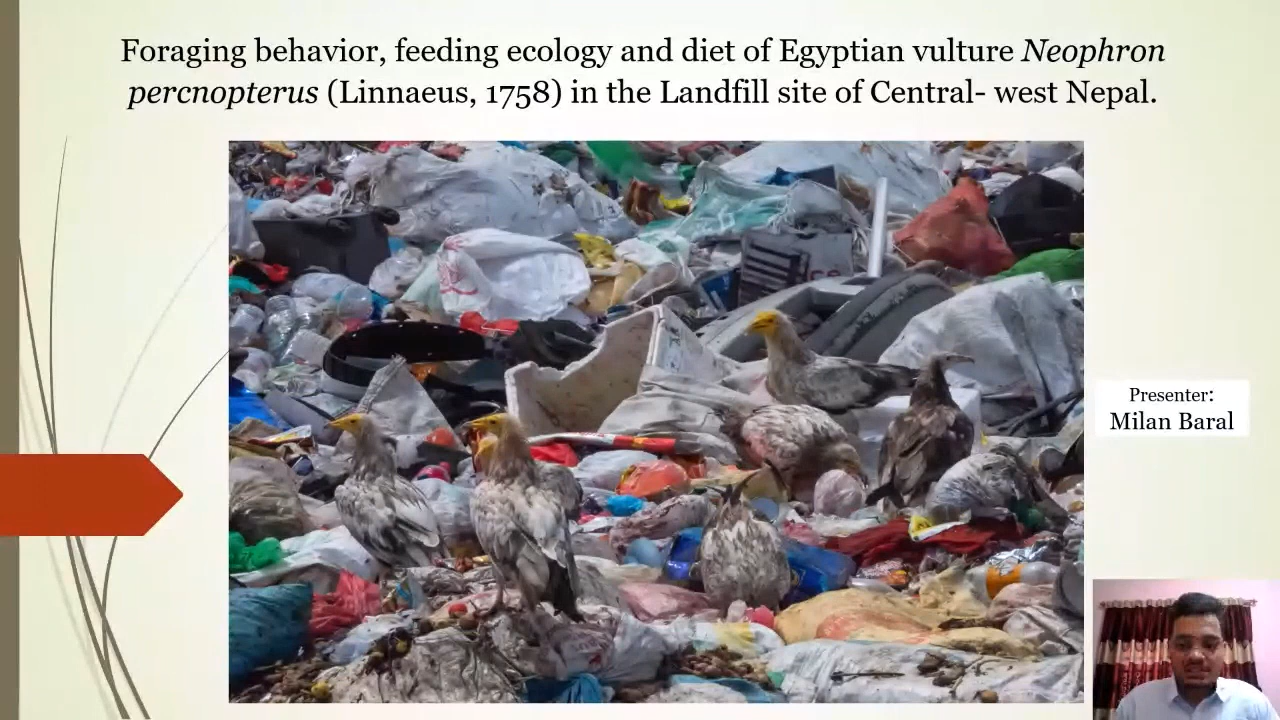 Foraging behavior, feeding ecology and diet of Egyptian vulture Neophron
percnopterus (Linnaeus, 1758) in the Landfill site of Central- west Nepal.
Presenter:
Milan Baral